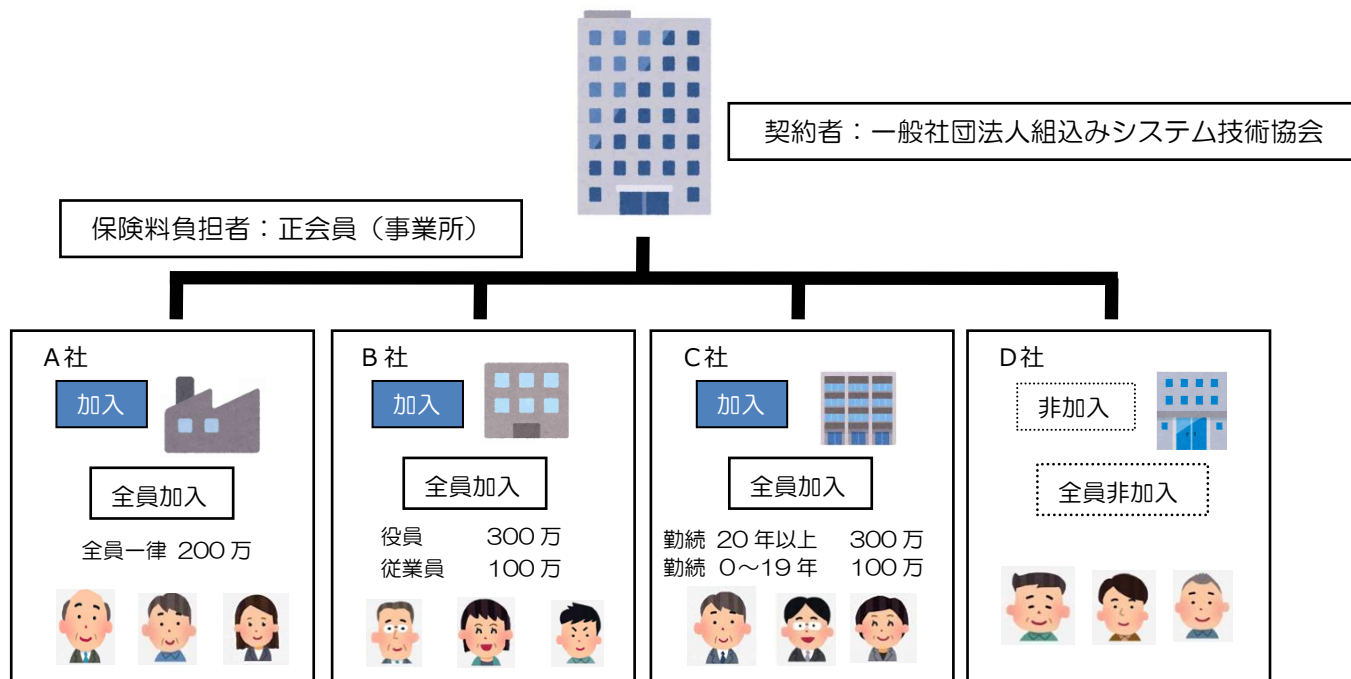 契約者：一般社団法人組込みシステム技術協会
保険料負担者：正会員（事業所）
A社
加入
全員加入
全員一律 200万
B社
加入
全員加入
役員 300万
従業員 100万
C社
加入
全員加入
勤続 20年以上 300万
勤続 0～19年 100万
D社
非加入
全員非加入